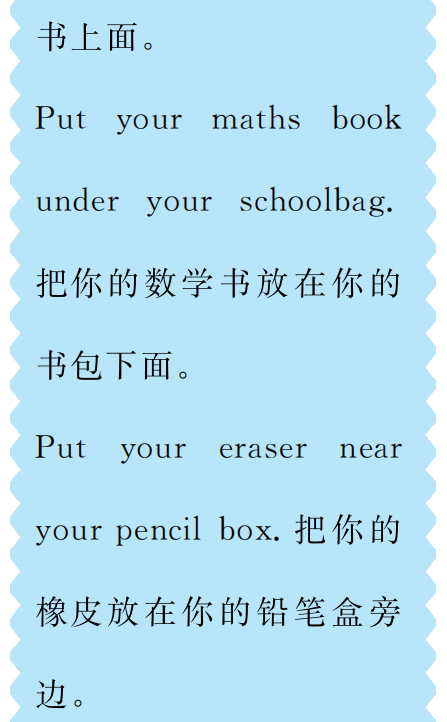 书上面。
Put your maths book
under your schoolbag.
把你的数学书放在你的
书包下面。
Put your eraser near
your pencil box. 把你的
橡皮放在你的铅笔盒旁
边。